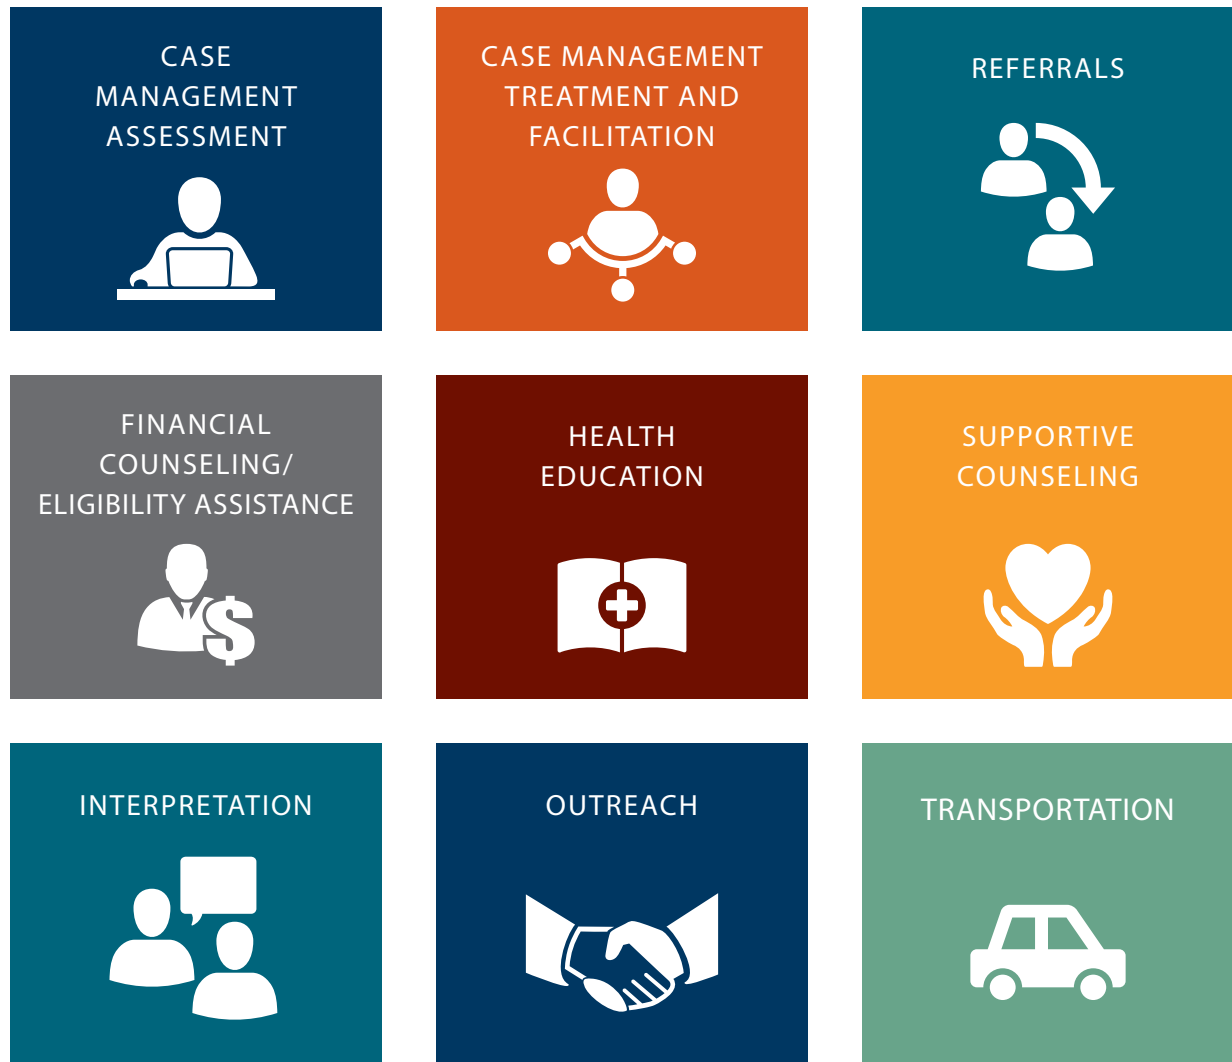 CASE
MANAGEMENT
ASSESSMENT
CASE MANAGEMENT
TREATMENT AND
FACILITATION
REFERRALS
FINANCIAL
COUNSELING/
ELIGIBILITY ASSISTANCE
HEALTH
EDUCATION
SUPPORTIVE
COUNSELING
INTERPRETATION
OUTREACH
TRANSPORTATION